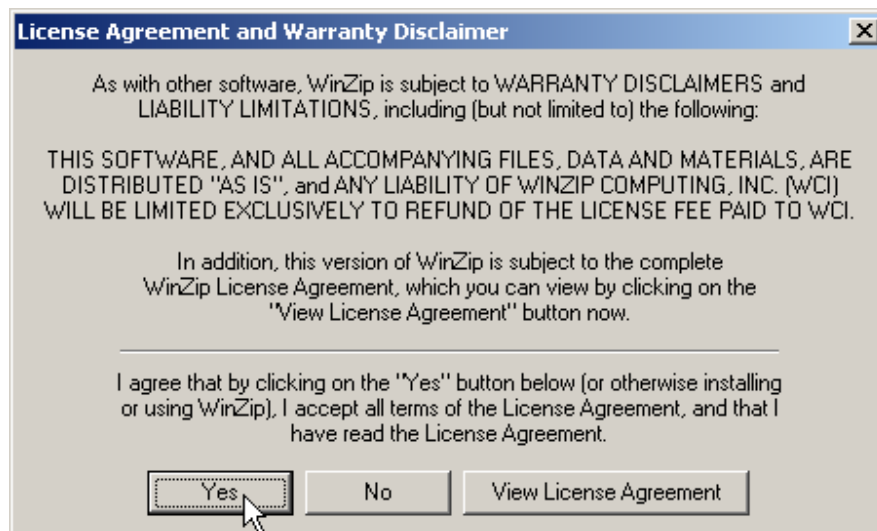 License Agreement and Warranty Disclaimer
As with other software, WinZip is subject to WARRANTY DISCLAIMERS and
LIABILITY LIMITATIONS, including (but not limited to) the following:
THIS SOFTWARE, AND ALL ACCOMPANYING FILES, DATA AND MATERIALS, ARE
DISTRIBUTED "AS IS", and ANY LIABILITY OF WINZIP COMPUTING, INC. (WCI)
WILL BE LIMITED EXCLUSIVELY TO REFUND OF THE LICENSE FEE PAID TO WCI.
In addition, this version of WinZip is subject to the complete
WinZip License Agreement, which you can view by clicking on the
"View License Agreement" button now.
I agree that by clicking on the "Yes" button below (or otherwise installing
or using WinZip), I accept all terms of the License Agreement, and that I
have read the License Agreement.
Yes No View License Agreement